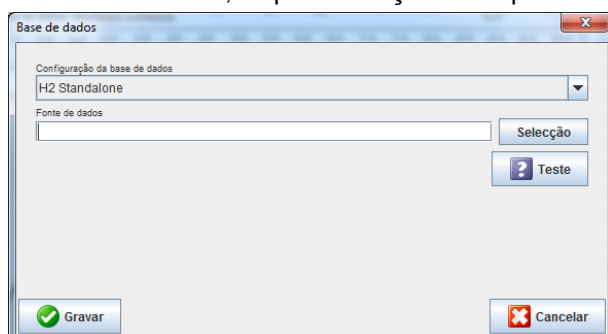 Base de dados
Configuração da base de dados
H2 Standalone
Fonte de dados
Selecção
Teste
Gravar
Cancelar